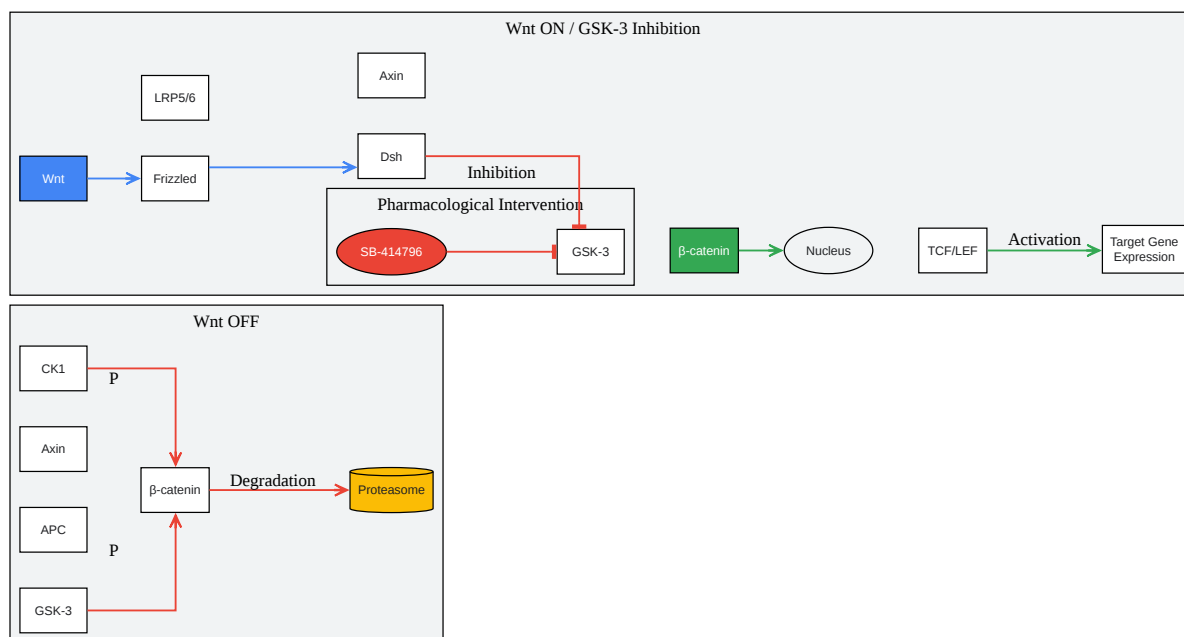 Wnt ON / GSK-3 Inhibition
Axin
LRP5/6
Dsh
Wnt
Frizzled
Inhibition
Pharmacological Intervention
SB-414796
GSK-3
β-catenin
Nucleus
TCF/LEF
Activation
Target Gene
Expression
Wnt OFF
CK1
P
Axin
β-catenin
Degradation
Proteasome
APC
P
GSK-3